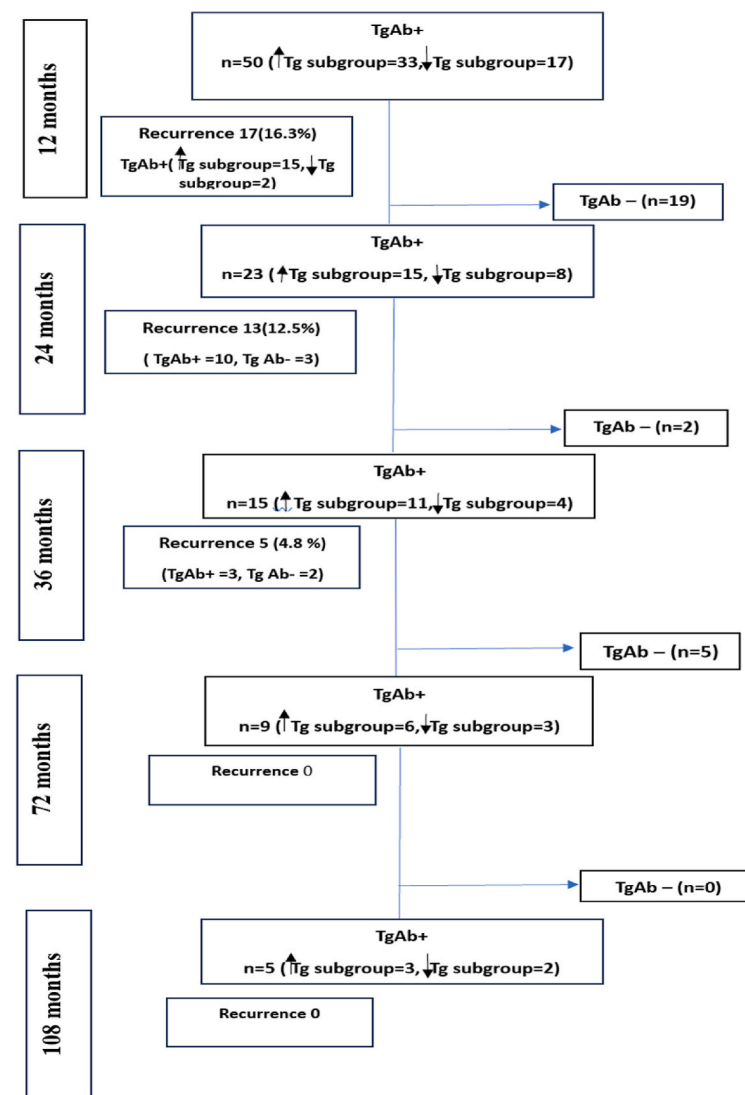 12 months
TgAb+
n=50 (↑Tg subgroup=33,↓Tg subgroup=17)
Recurrence 17(16.3%)
TgAb+(↑Tg subgroup=15,↓Tg
subgroup=2)
TgAb – (n=19)
24 months
TgAb+
n=23 (↑Tg subgroup=15, ↓Tg subgroup=8)
Recurrence 13(12.5%)
( TgAb+ =10, Tg Ab- =3)
TgAb – (n=2)
36 months
TgAb+
n=15 (↑Tg subgroup=11,↓Tg subgroup=4)
Recurrence 5 (4.8 %)
(TgAb+ =3, Tg Ab- =2)
TgAb – (n=5)
72 months
TgAb+
n=9 (↑Tg subgroup=6,↓Tg subgroup=3)
Recurrence 0
TgAb – (n=0)
108 months
TgAb+
n=5 (↑Tg subgroup=3,↓Tg subgroup=2)
Recurrence 0